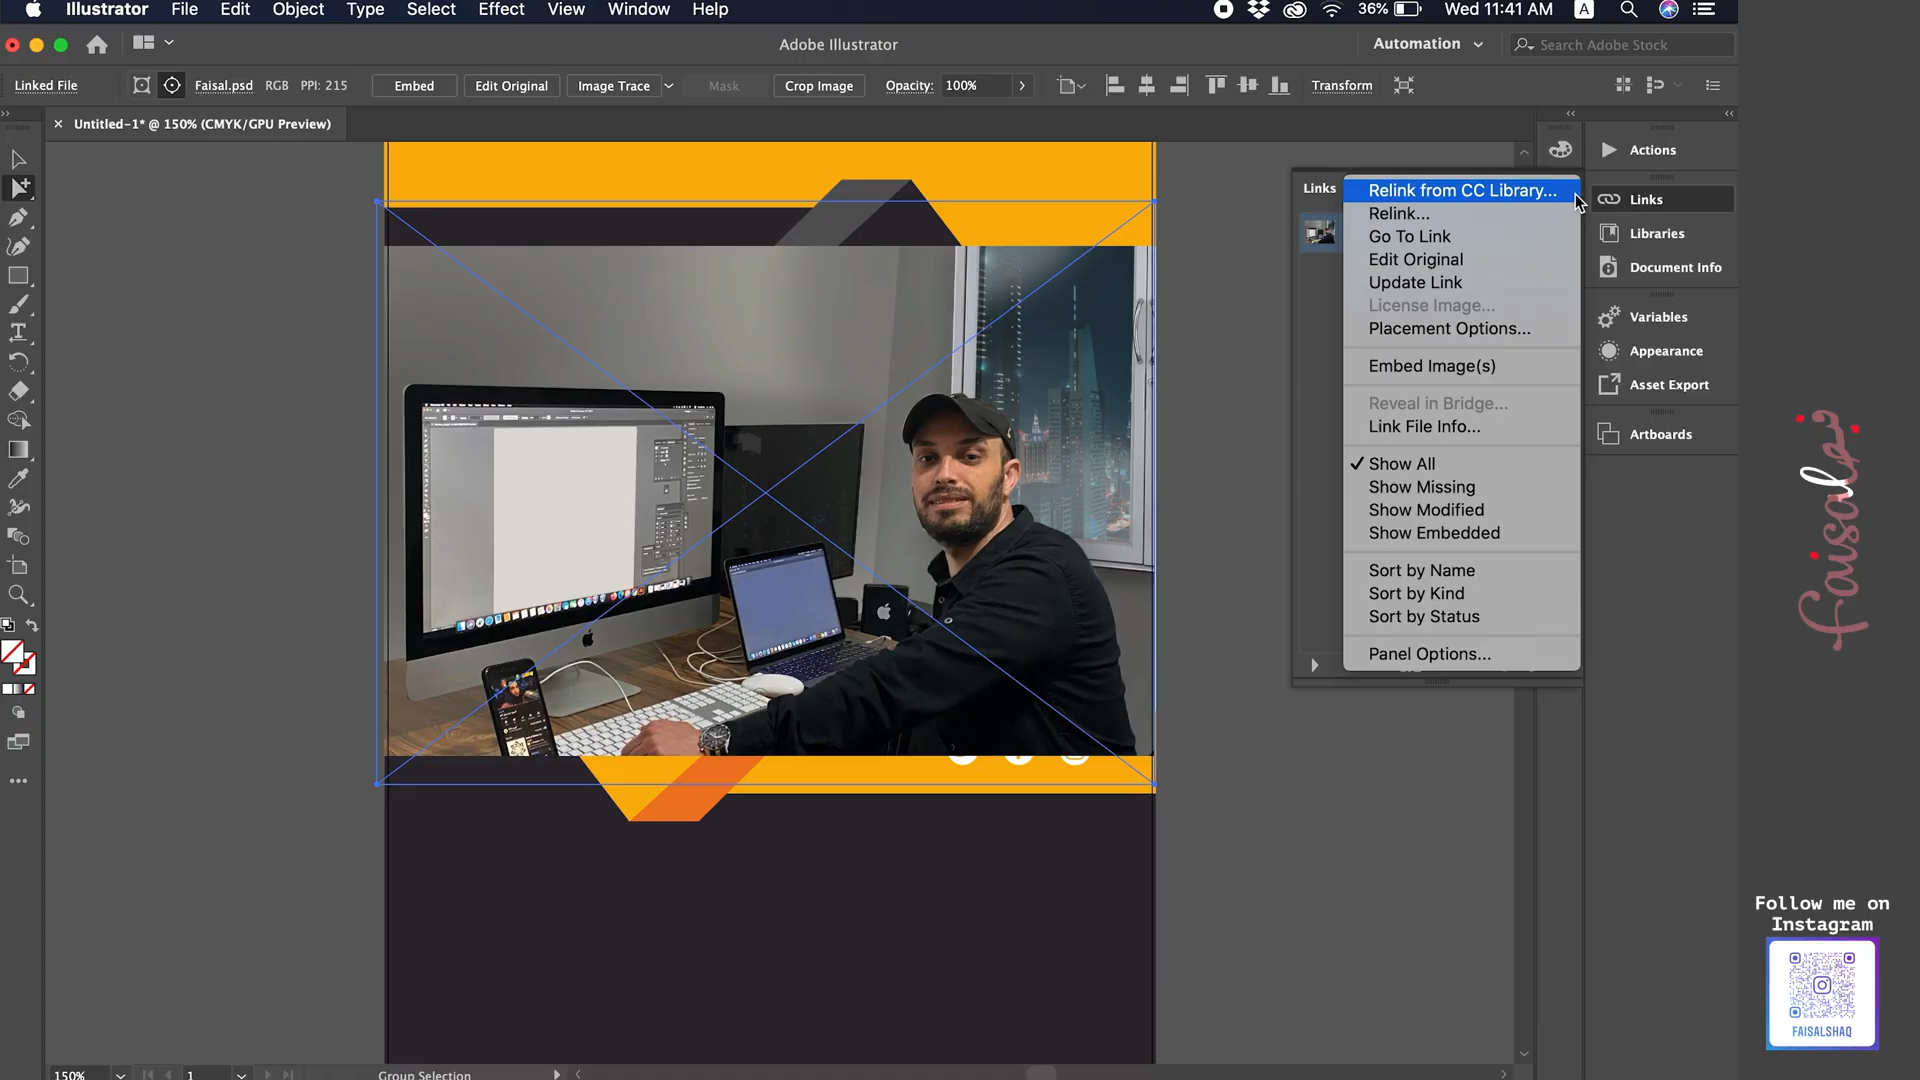 Illustrator File Edit Object Type Select Effect View Window Help
36% Wed 11:41 AM A
Adobe Illustrator
Automation
Search Adobe Stock
Linked File Faisal.psd RGB PPI: 215 Embed Edit Original Image Trace Mask Crop Image Opacity: 100% Transform
× Untitled-1* @ 150% (CMYK/GPU Preview)
Links
Relink from CC Library...
Relink...
Go To Link
Edit Original
Update Link
License Image...
Placement Options...
Embed Image(s)
Reveal in Bridge...
Link File Info...
✓ Show All
Show Missing
Show Modified
Show Embedded
Sort by Name
Sort by Kind
Sort by Status
Panel Options...
Actions
Links
Libraries
Document Info
Variables
Appearance
Asset Export
Artboards
faisal
Follow me on
Instagram
FAISALSHAQ
150% 1 Group Selection